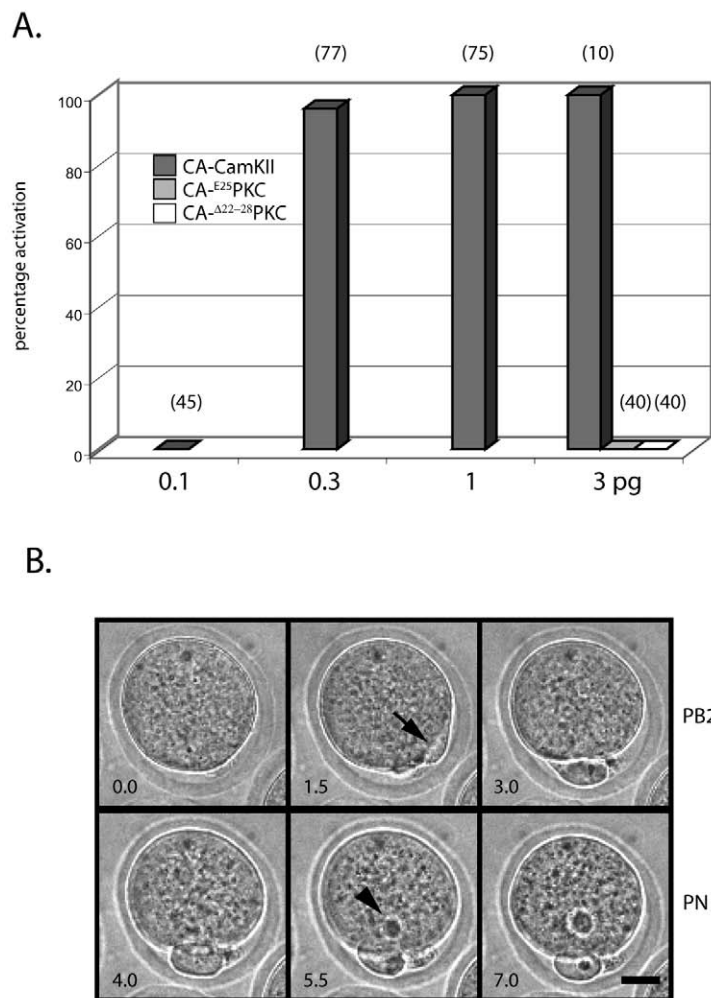 A.
(77) (75) (10)
100
80
60
40
20
0
percentage activation
CA-CamKII
CA-E25PKC
CA-Δ22–28PKC
(45) (40) (40)
0.1 0.3 1 3 pg
B.
0.0 1.5 3.0 PB2
4.0 5.5 7.0 PN